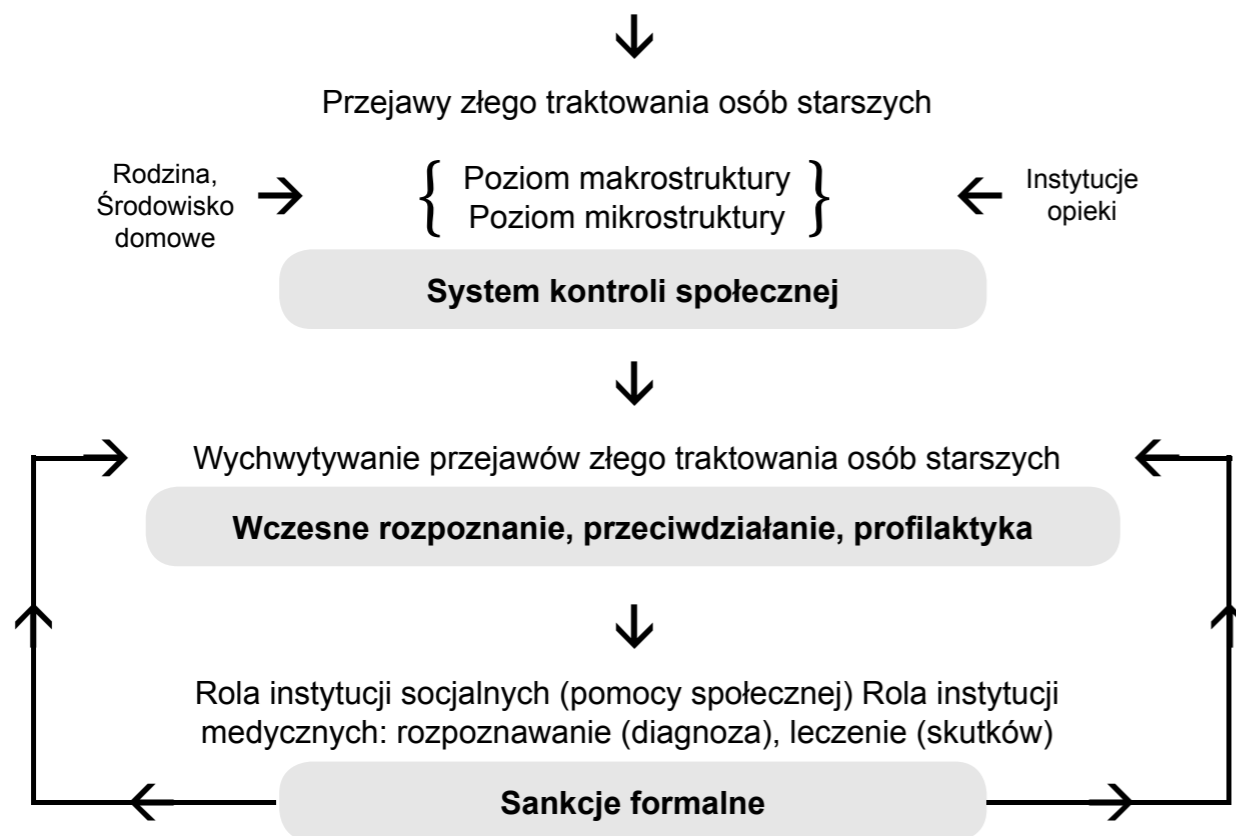 Przejawy złego traktowania osób starszych
Rodzina,
Środowisko
domowe
{ Poziom makrostruktury }
Poziom mikrostruktury
Instytucje
opieki
System kontroli społecznej
Wychwytywanie przejawów złego traktowania osób starszych
Wczesne rozpoznanie, przeciwdziałanie, profilaktyka
Rola instytucji socjalnych (pomocy społecznej) Rola instytucji
medycznych: rozpoznawanie (diagnoza), leczenie (skutków)
Sankcje formalne